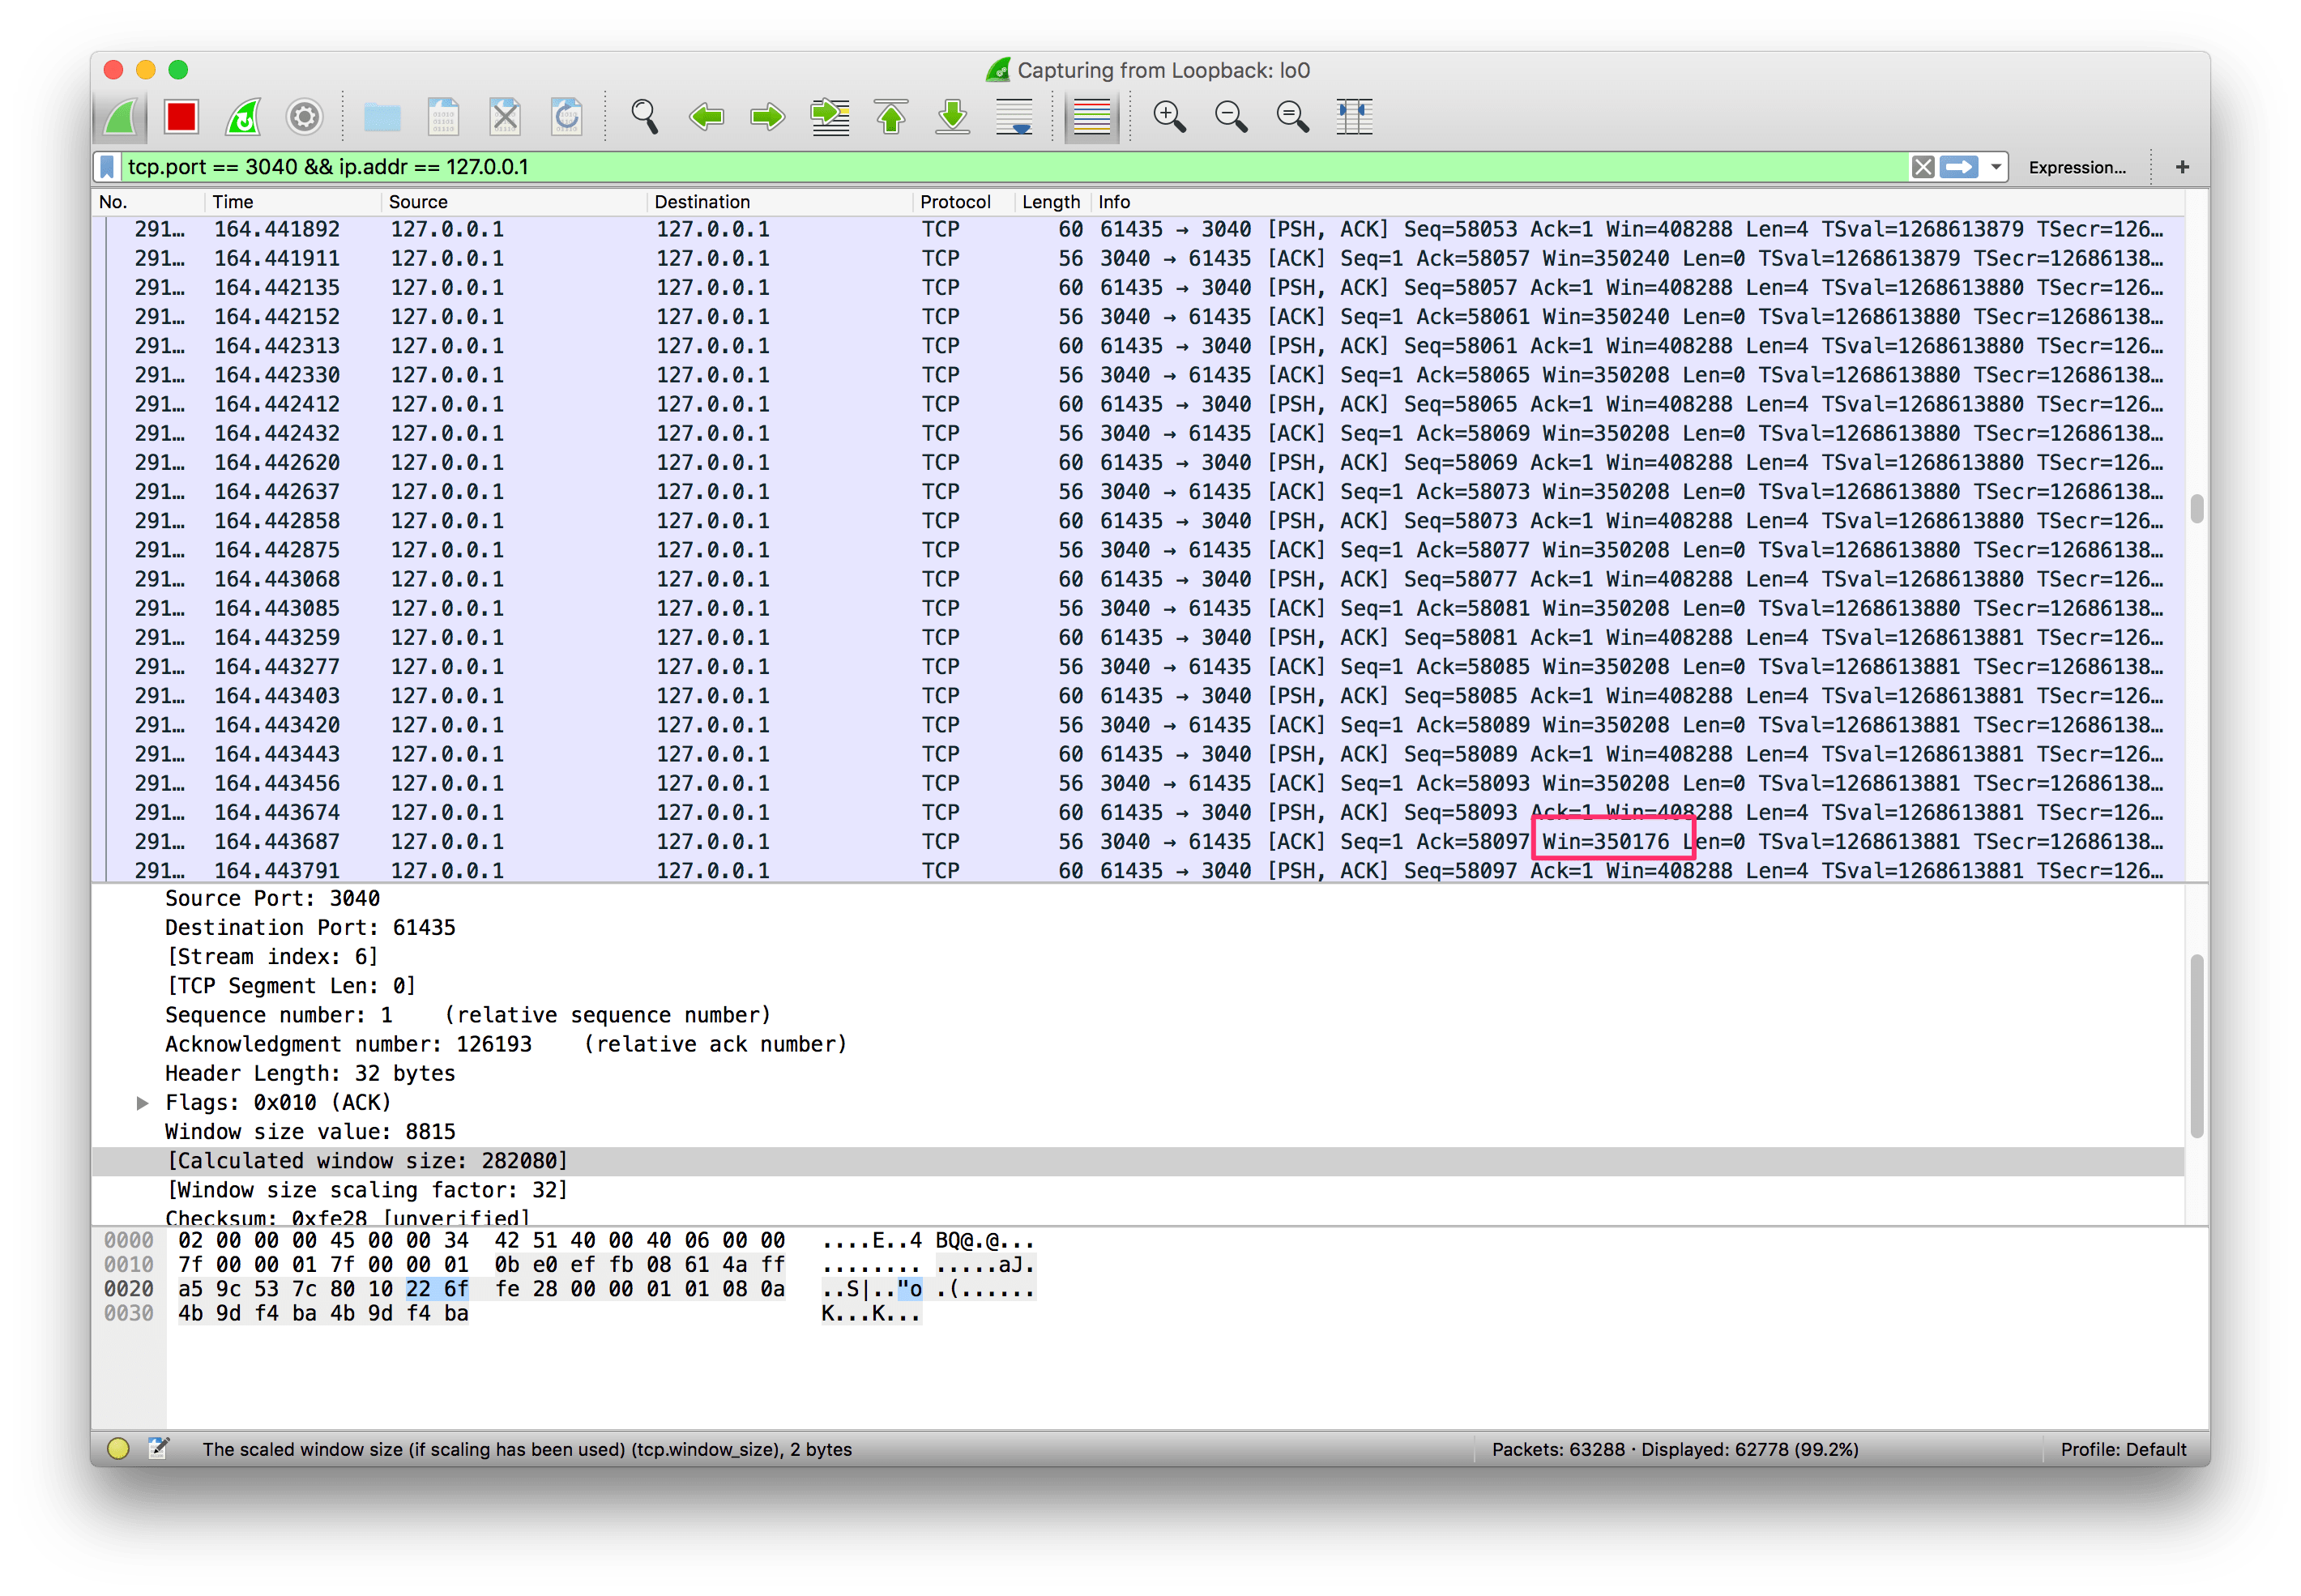 Capturing from Loopback: lo0
tcp.port == 3040 && ip.addr == 127.0.0.1 Expression… +
No. Time Source Destination Protocol Length Info
291… 164.441892 127.0.0.1 127.0.0.1 TCP 60 61435 → 3040 [PSH, ACK] Seq=58053 Ack=1 Win=408288 Len=4 TSval=1268613879 TSecr=126…
291… 164.441911 127.0.0.1 127.0.0.1 TCP 56 3040 → 61435 [ACK] Seq=1 Ack=58057 Win=350240 Len=0 TSval=1268613879 TSecr=12686138…
291… 164.442135 127.0.0.1 127.0.0.1 TCP 60 61435 → 3040 [PSH, ACK] Seq=58057 Ack=1 Win=408288 Len=4 TSval=1268613880 TSecr=126…
291… 164.442152 127.0.0.1 127.0.0.1 TCP 56 3040 → 61435 [ACK] Seq=1 Ack=58061 Win=350240 Len=0 TSval=1268613880 TSecr=12686138…
291… 164.442313 127.0.0.1 127.0.0.1 TCP 60 61435 → 3040 [PSH, ACK] Seq=58061 Ack=1 Win=408288 Len=4 TSval=1268613880 TSecr=126…
291… 164.442330 127.0.0.1 127.0.0.1 TCP 56 3040 → 61435 [ACK] Seq=1 Ack=58065 Win=350208 Len=0 TSval=1268613880 TSecr=12686138…
291… 164.442412 127.0.0.1 127.0.0.1 TCP 60 61435 → 3040 [PSH, ACK] Seq=58065 Ack=1 Win=408288 Len=4 TSval=1268613880 TSecr=126…
291… 164.442432 127.0.0.1 127.0.0.1 TCP 56 3040 → 61435 [ACK] Seq=1 Ack=58069 Win=350208 Len=0 TSval=1268613880 TSecr=12686138…
291… 164.442620 127.0.0.1 127.0.0.1 TCP 60 61435 → 3040 [PSH, ACK] Seq=58069 Ack=1 Win=408288 Len=4 TSval=1268613880 TSecr=126…
291… 164.442637 127.0.0.1 127.0.0.1 TCP 56 3040 → 61435 [ACK] Seq=1 Ack=58073 Win=350208 Len=0 TSval=1268613880 TSecr=12686138…
291… 164.442858 127.0.0.1 127.0.0.1 TCP 60 61435 → 3040 [PSH, ACK] Seq=58073 Ack=1 Win=408288 Len=4 TSval=1268613880 TSecr=126…
291… 164.442875 127.0.0.1 127.0.0.1 TCP 56 3040 → 61435 [ACK] Seq=1 Ack=58077 Win=350208 Len=0 TSval=1268613880 TSecr=12686138…
291… 164.443068 127.0.0.1 127.0.0.1 TCP 60 61435 → 3040 [PSH, ACK] Seq=58077 Ack=1 Win=408288 Len=4 TSval=1268613880 TSecr=126…
291… 164.443085 127.0.0.1 127.0.0.1 TCP 56 3040 → 61435 [ACK] Seq=1 Ack=58081 Win=350208 Len=0 TSval=1268613880 TSecr=12686138…
291… 164.443259 127.0.0.1 127.0.0.1 TCP 60 61435 → 3040 [PSH, ACK] Seq=58081 Ack=1 Win=408288 Len=4 TSval=1268613881 TSecr=126…
291… 164.443277 127.0.0.1 127.0.0.1 TCP 56 3040 → 61435 [ACK] Seq=1 Ack=58085 Win=350208 Len=0 TSval=1268613881 TSecr=12686138…
291… 164.443403 127.0.0.1 127.0.0.1 TCP 60 61435 → 3040 [PSH, ACK] Seq=58085 Ack=1 Win=408288 Len=4 TSval=1268613881 TSecr=126…
291… 164.443420 127.0.0.1 127.0.0.1 TCP 56 3040 → 61435 [ACK] Seq=1 Ack=58089 Win=350208 Len=0 TSval=1268613881 TSecr=12686138…
291… 164.443443 127.0.0.1 127.0.0.1 TCP 60 61435 → 3040 [PSH, ACK] Seq=58089 Ack=1 Win=408288 Len=4 TSval=1268613881 TSecr=126…
291… 164.443456 127.0.0.1 127.0.0.1 TCP 56 3040 → 61435 [ACK] Seq=1 Ack=58093 Win=350208 Len=0 TSval=1268613881 TSecr=12686138…
291… 164.443674 127.0.0.1 127.0.0.1 TCP 60 61435 → 3040 [PSH, ACK] Seq=58093 Ack=1 Win=408288 Len=4 TSval=1268613881 TSecr=126…
291… 164.443687 127.0.0.1 127.0.0.1 TCP 56 3040 → 61435 [ACK] Seq=1 Ack=58097 Win=350176 Len=0 TSval=1268613881 TSecr=12686138…
291… 164.443791 127.0.0.1 127.0.0.1 TCP 60 61435 → 3040 [PSH, ACK] Seq=58097 Ack=1 Win=408288 Len=4 TSval=1268613881 TSecr=126…
Source Port: 3040
Destination Port: 61435
[Stream index: 6]
[TCP Segment Len: 0]
Sequence number: 1 (relative sequence number)
Acknowledgment number: 126193 (relative ack number)
Header Length: 32 bytes
Flags: 0x010 (ACK)
Window size value: 8815
[Calculated window size: 282080]
[Window size scaling factor: 32]
Checksum: 0xfe28 [unverified]
0000 02 00 00 00 45 00 00 34 42 51 40 00 40 06 00 00 ....E..4 BQ@.@...
0010 7f 00 00 01 7f 00 00 01 0b e0 ef fb 08 61 4a ff ........ .....aJ.
0020 a5 9c 53 7c 80 10 22 6f fe 28 00 00 01 01 08 0a ..S|.."o .(......
0030 4b 9d f4 ba 4b 9d f4 ba K...K...
The scaled window size (if scaling has been used) (tcp.window_size), 2 bytes Packets: 63288 · Displayed: 62778 (99.2%) Profile: Default